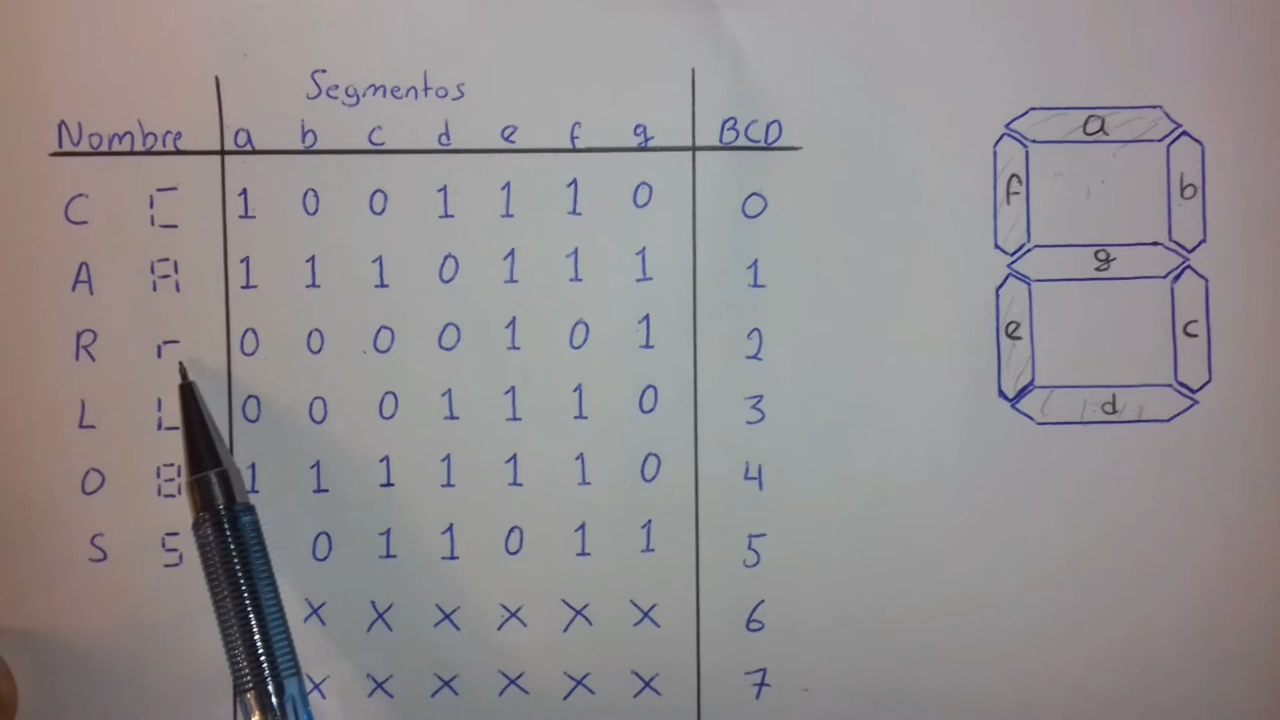 Segmentos
Nombre a b c d e f g BCD
C C 1 0 0 1 1 1 0 0
A A 1 1 1 0 1 1 1 1
R r 0 0 0 0 1 0 1 2
L L 0 0 0 1 1 1 0 3
O 8 1 1 1 1 1 1 0 4
S 5 0 1 1 0 1 1 5
X X X X X X 6
X X X X X X 7
a
f b
g
e c
d